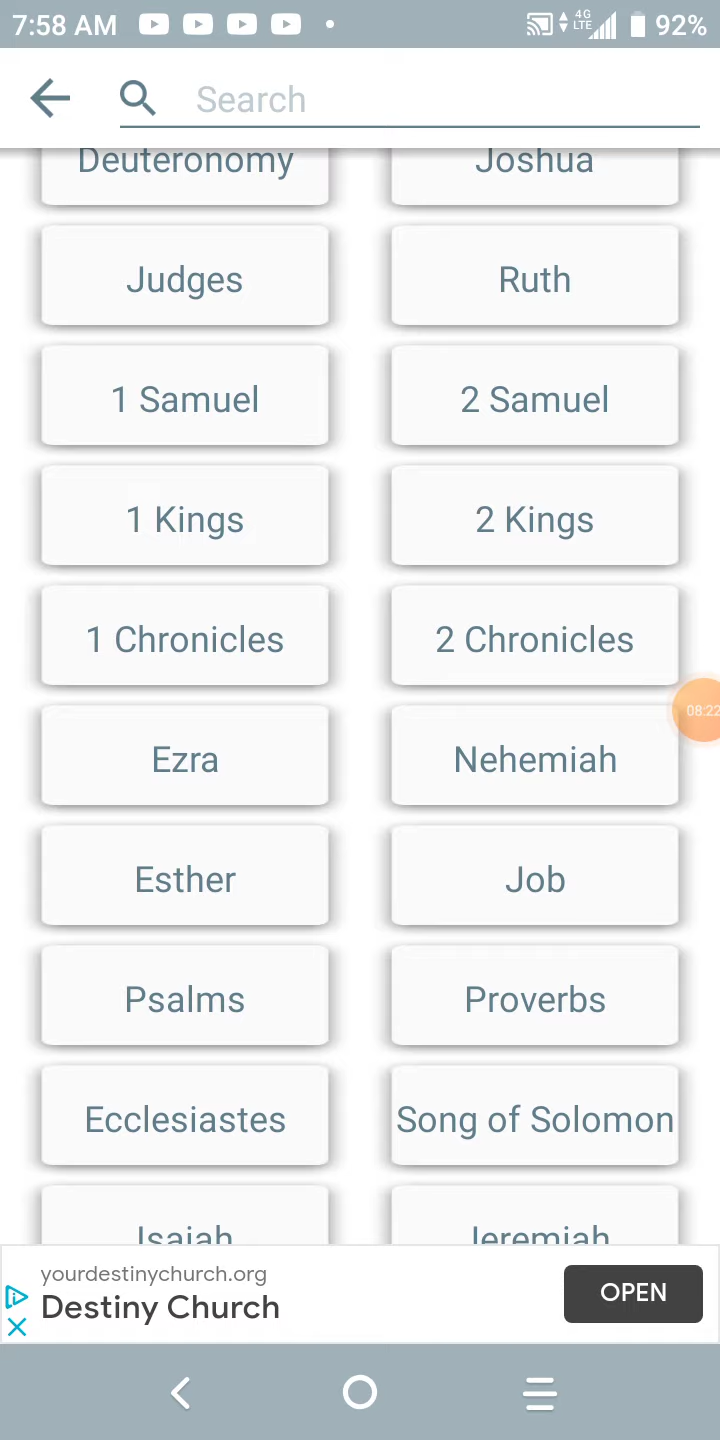 7:58 AM 4G LTE 92%
Search
Deuteronomy Joshua
Judges Ruth
1 Samuel 2 Samuel
1 Kings 2 Kings
1 Chronicles 2 Chronicles
08:22
Ezra Nehemiah
Esther Job
Psalms Proverbs
Ecclesiastes Song of Solomon
Isaiah Jeremiah
yourdestinychurch.org
Destiny Church
OPEN